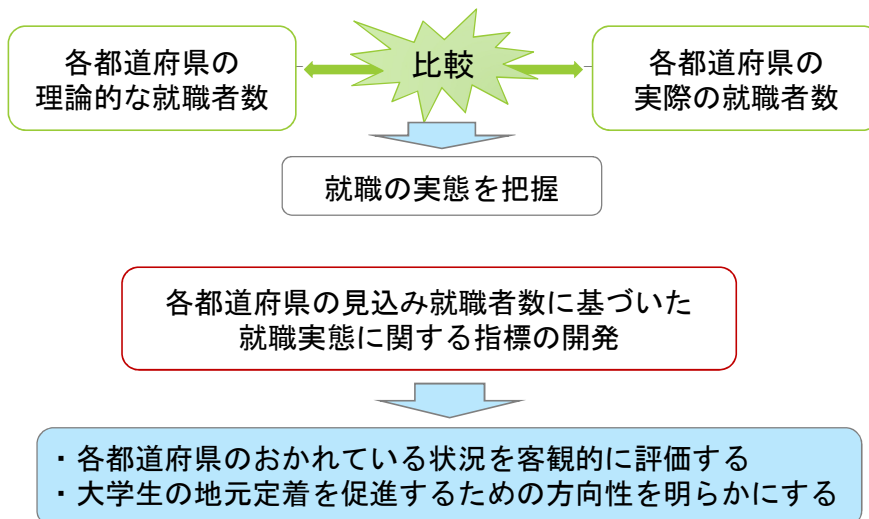 各都道府県の
理論的な就職者数
比較
各都道府県の
実際の就職者数
就職の実態を把握
各都道府県の見込み就職者数に基づいた
就職実態に関する指標の開発
・各都道府県のおかれている状況を客観的に評価する
・大学生の地元定着を促進するための方向性を明らかにする